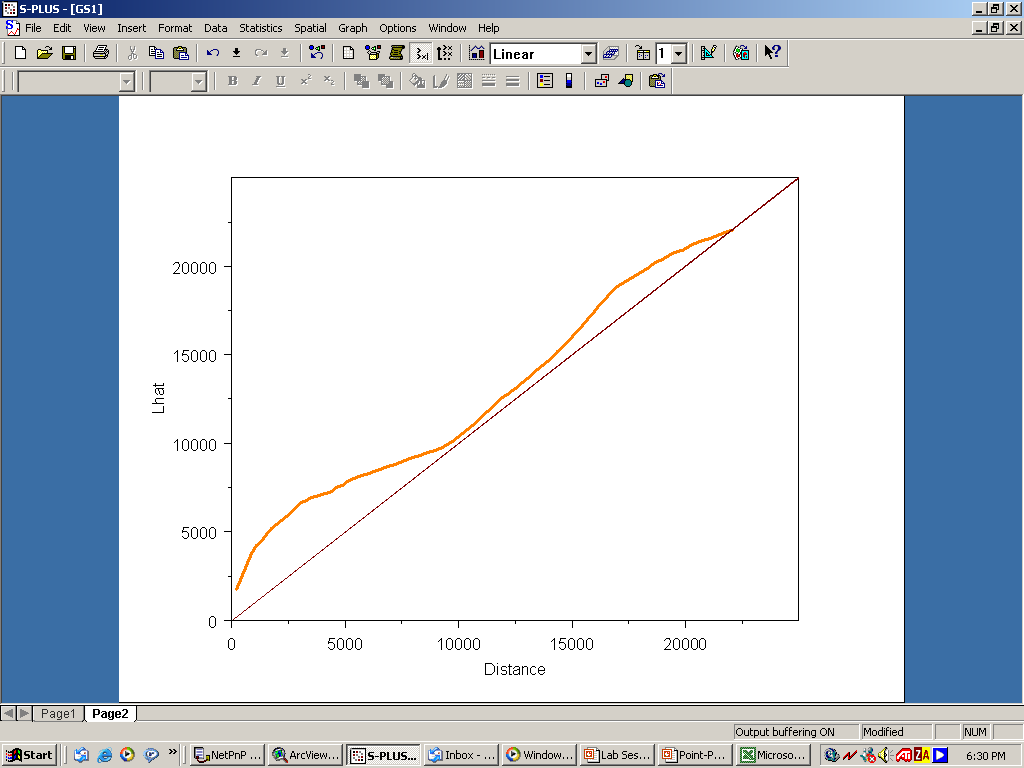 S-PLUS - [GS1]
File Edit View Insert Format Data Statistics Spatial Graph Options Window Help
Linear 1
B I U x² x₂
20000
15000
10000
5000
0
Lhat
0 5000 10000 15000 20000
Distance
Page1 Page2
Output buffering ON Modified NUM
Start » NetPnP ... ArcView... S-PLUS... Inbox - ... Window... Lab Ses... Point-P... Microso... 6:30 PM